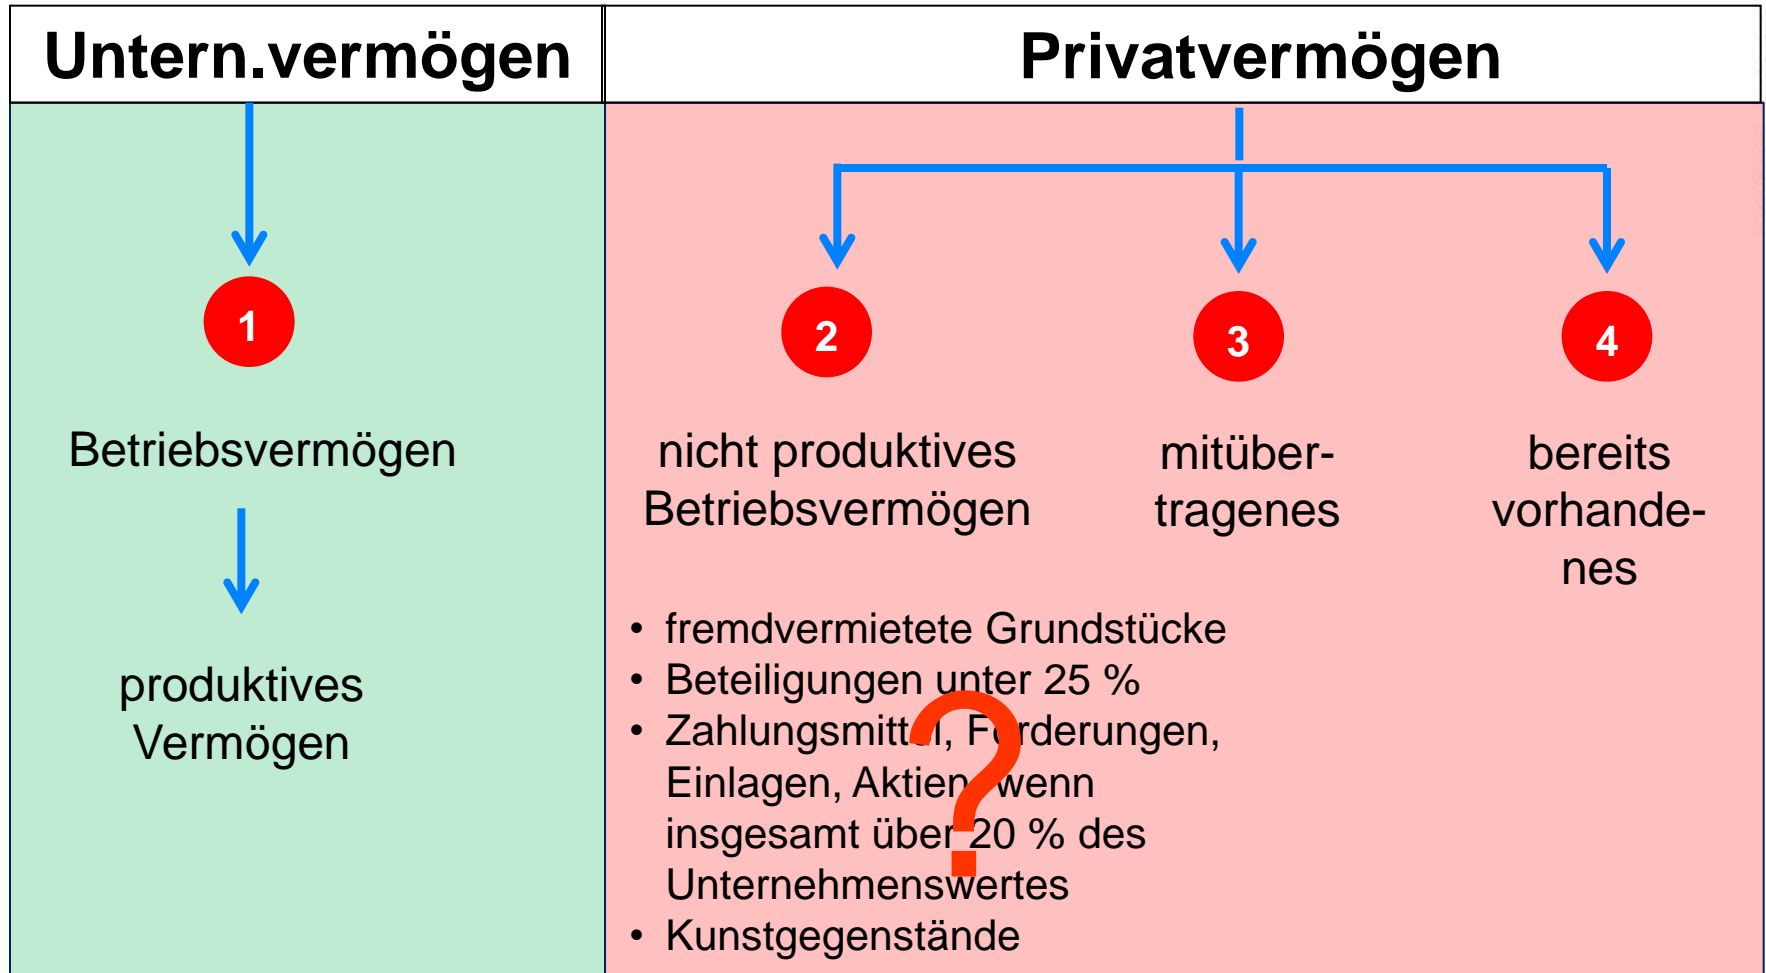 Untern.vermögen
Privatvermögen
1
Betriebsvermögen
produktives
Vermögen
2
nicht produktives
Betriebsvermögen
3
mitüber-
tragenes
4
bereits
vorhande-
nes
• fremdvermietete Grundstücke
• Beteiligungen unter 25 %
• Zahlungsmittel, Forderungen,
Einlagen, Aktien, wenn
insgesamt über 20 % des
Unternehmenswertes
• Kunstgegenstände
?